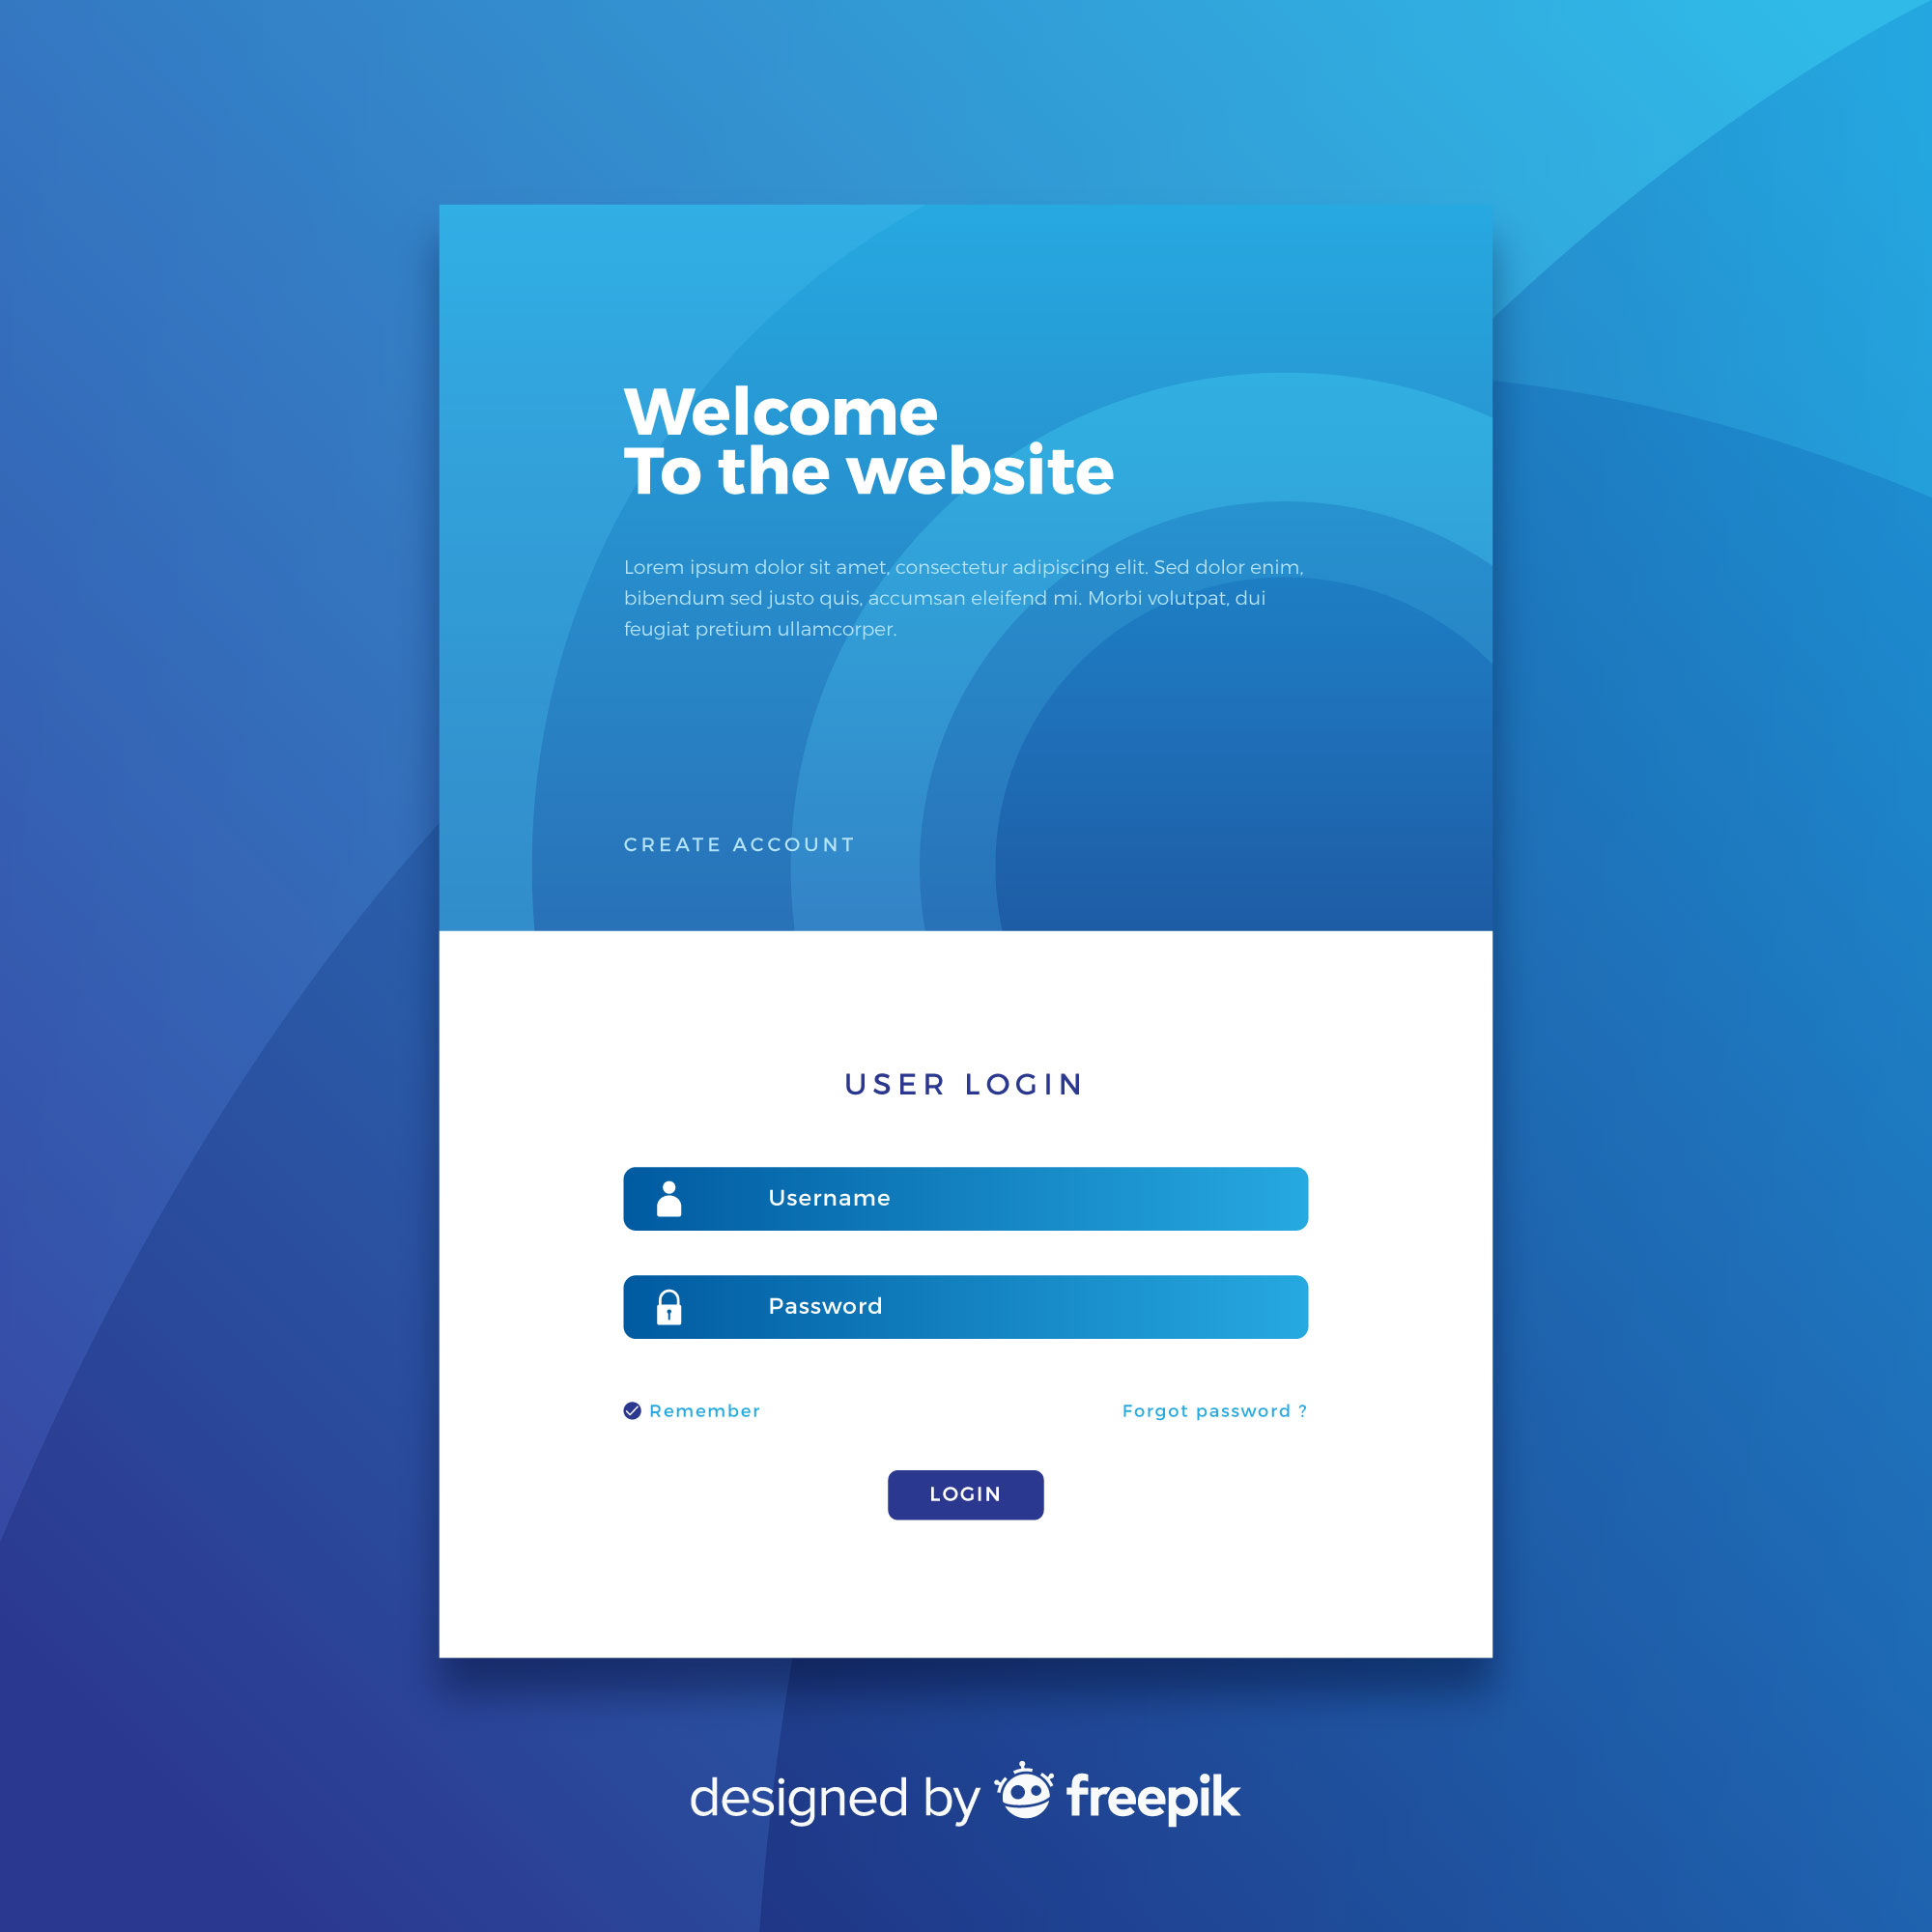 Welcome
To the website
Lorem ipsum dolor sit amet, consectetur adipiscing elit. Sed dolor enim,
bibendum sed justo quis, accumsan eleifend mi. Morbi volutpat, dui
feugiat pretium ullamcorper.
CREATE ACCOUNT
USER LOGIN
Username
Password
Remember
Forgot password ?
LOGIN
designed by freepik